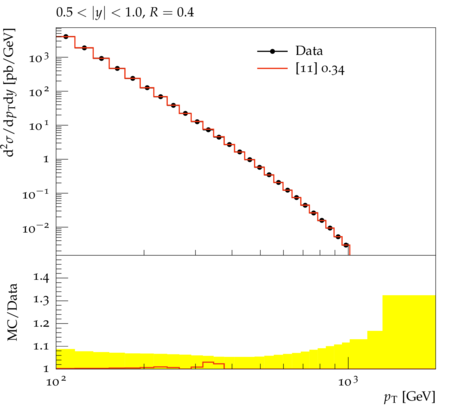 0.5 < |y| < 1.0, R = 0.4
d²σ/dp_T dy [pb/GeV]
10³
10²
10¹
1
10⁻¹
10⁻²
Data
[11] 0.34
MC/Data
1.4
1.3
1.2
1.1
1
10² 10³
p_T [GeV]